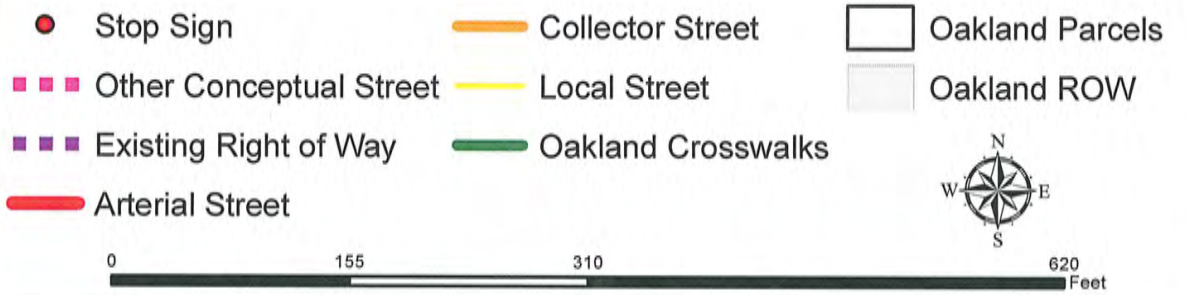 Stop Sign
Other Conceptual Street
Existing Right of Way
Arterial Street
Collector Street
Local Street
Oakland Crosswalks
Oakland Parcels
Oakland ROW
N
W E
S
0 155 310 620
Feet